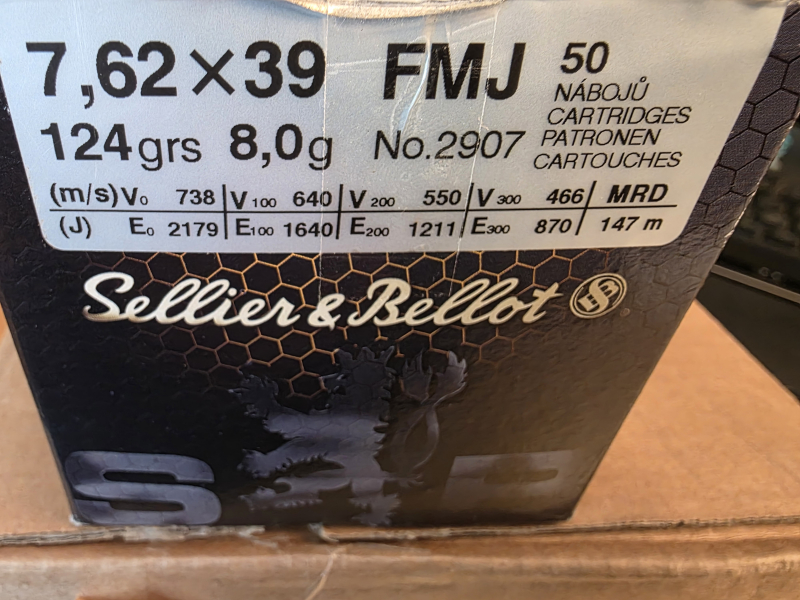 7,62×39 FMJ 50
NÁBOJŮ
CARTRIDGES
PATRONEN
CARTOUCHES
124grs 8,0g No.2907
(m/s) V0 738 V100 640 V200 550 V300 466 MRD
(J) E0 2179 E100 1640 E200 1211 E300 870 147 m
Sellier & Bellot SB ®
S P